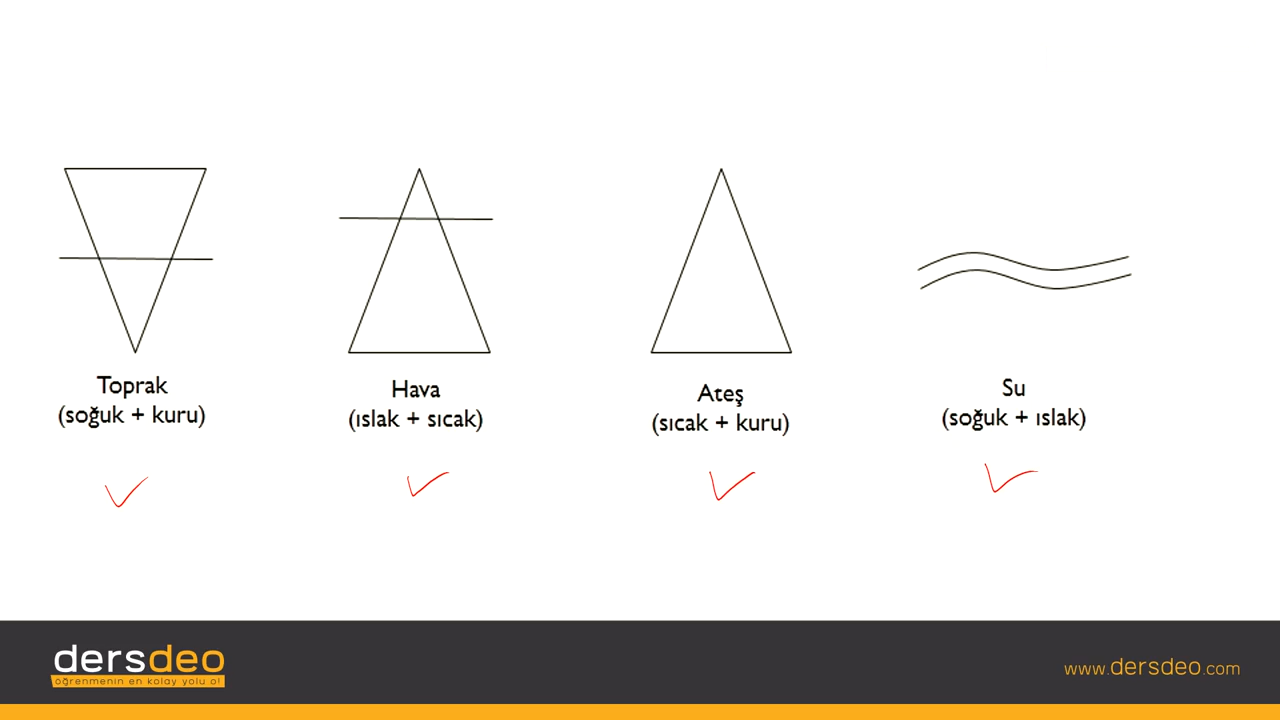 Toprak
(soğuk + kuru)
Hava
(ıslak + sıcak)
Ateş
(sıcak + kuru)
Su
(soğuk + ıslak)
dersdeo
öğrenmenin en kolay yolu o!
www.dersdeo.com